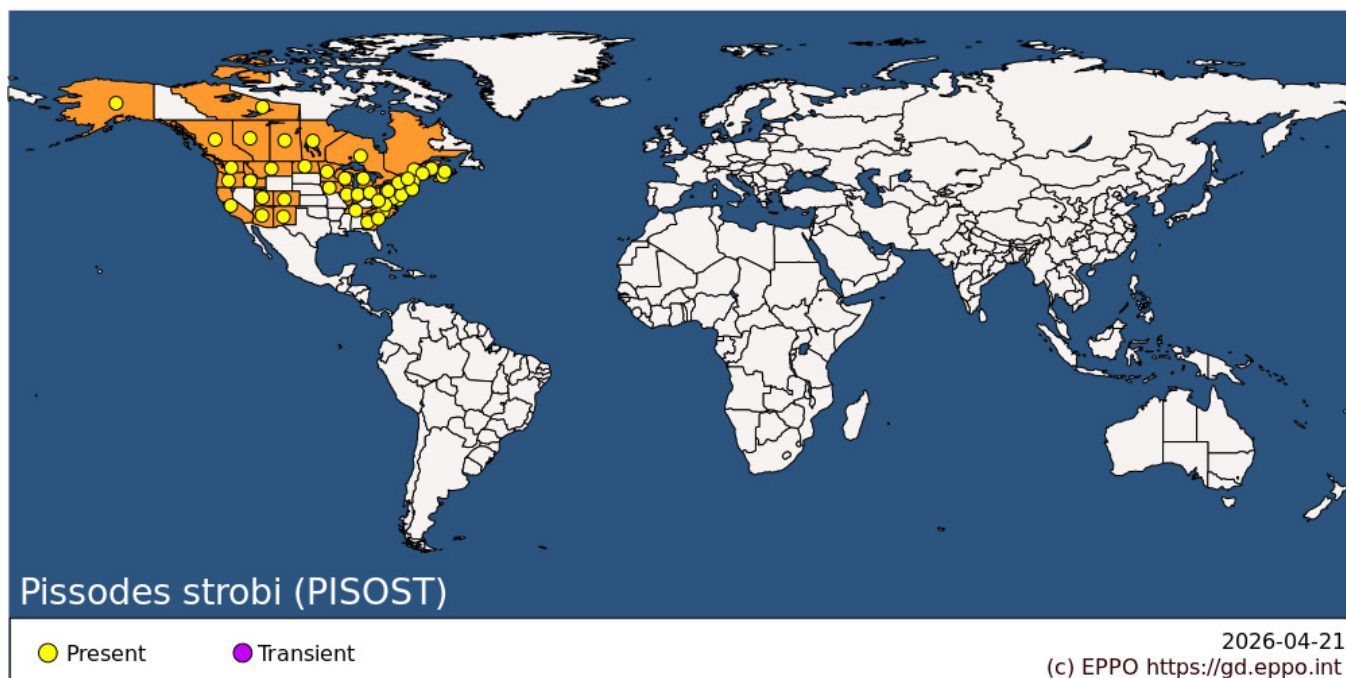 Pissodes strobi (PISOST)
Present
Transient
2026-04-21
(c) EPPO https://gd.eppo.int